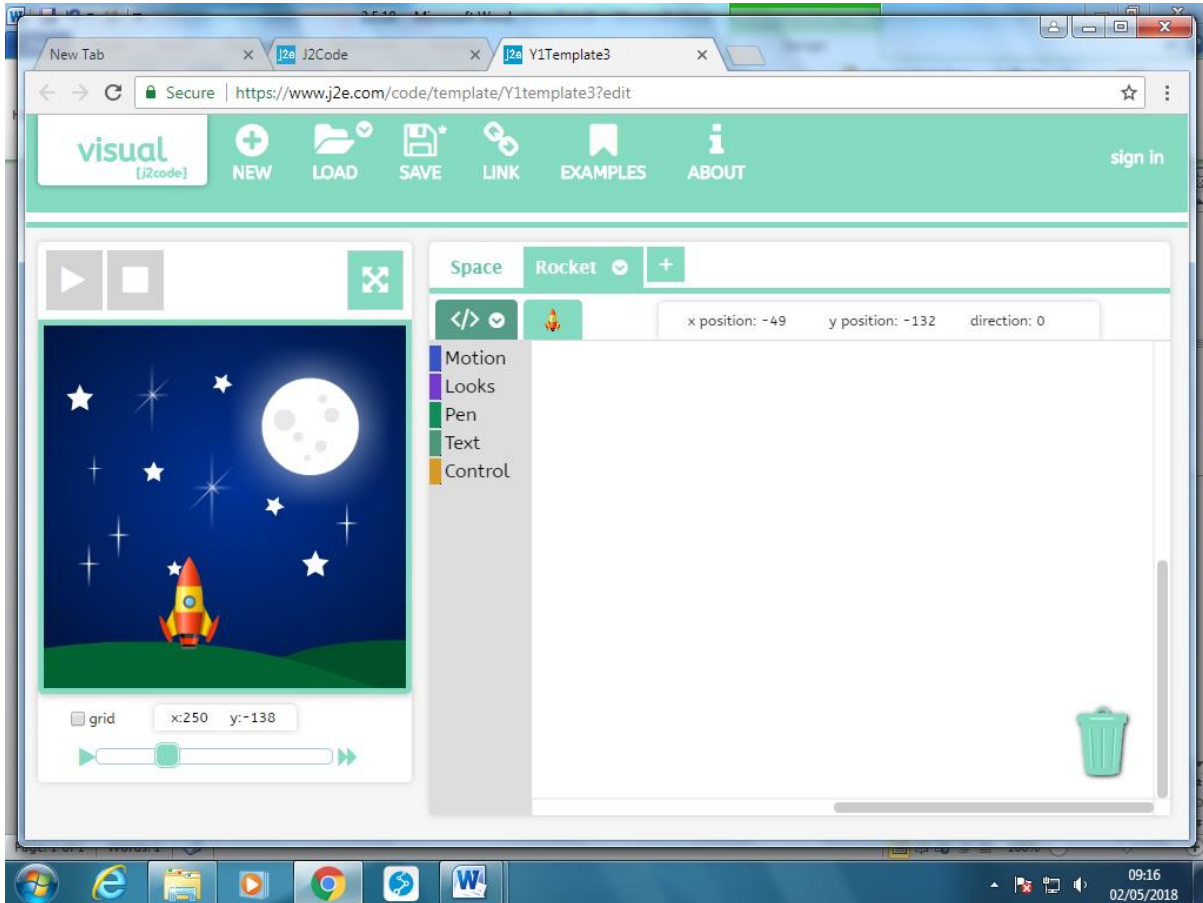 New Tab
J2Code
Y1Template3
Secure | https://www.j2e.com/code/template/Y1template3?edit
visual
[j2code]
NEW
LOAD
SAVE
LINK
EXAMPLES
ABOUT
sign in
Space
Rocket
+
</>
x position: -49 y position: -132 direction: 0
Motion
Looks
Pen
Text
Control
grid
x:250 y:-138
09:16
02/05/2018